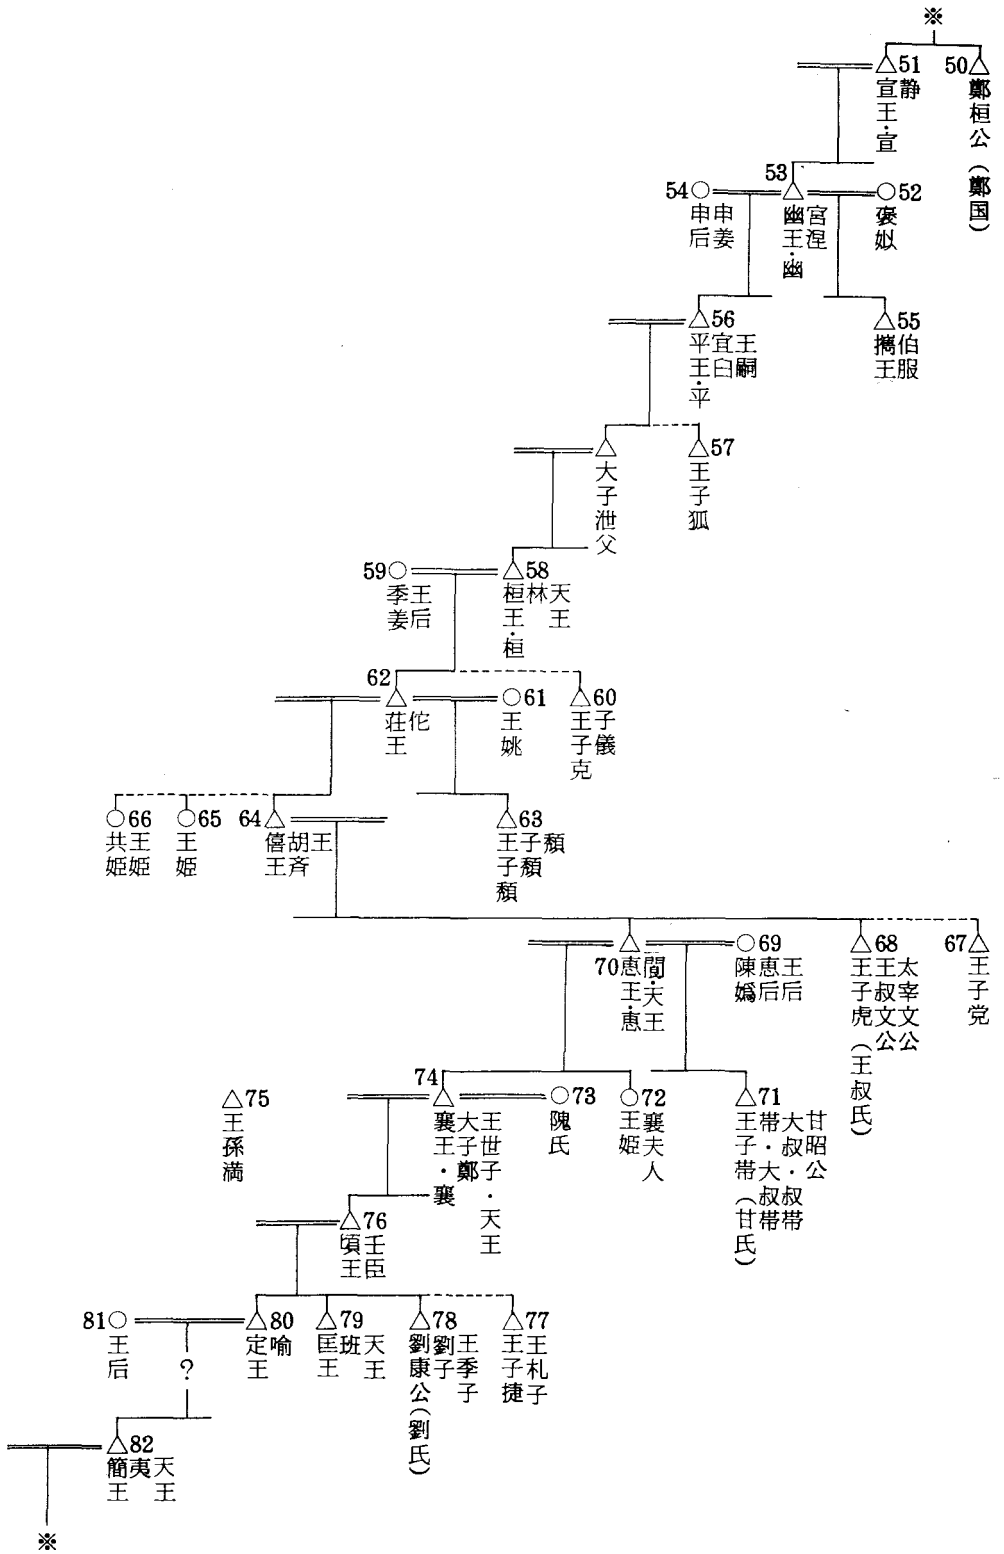 ※
50 鄭桓公(鄭国)
51 静
宣王・宣
52 褒姒
53 宮涅
幽王・幽
54 申姜
申后
55 伯服
携王
56 王嗣
宜臼
平王・平
57 王子狐
大子泄父
58 天王
林
桓王・桓
59 王后
季姜
60 子儀
王子克
61 王姚
62 佗
荘王
63 子頽
王子頽
64 王
胡斉
僖王
65 王姫
66 王姫
共姫
67 王子党
68 太宰文公
王叔文公
王子虎(王叔氏)
69 王后
恵后
陳嬀
70 閬・天王
恵王・恵
71 甘昭公
大叔・叔帯
帯・大叔帯
王子帯(甘氏)
72 襄夫人
王姫
73 隗氏
74 王世子・天王
大子鄭
襄王・襄
75 王孫満
76 壬臣
頃王
77 王札子
王子捷
78 王季子
劉子
劉康公(劉氏)
79 天王
班
匡王
80 喩
定王
81 王后
?
82 天王
夷
簡王
※